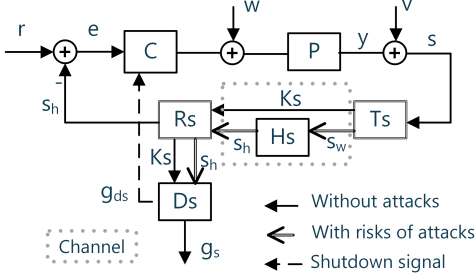 w
v
r
e
C
P
y
s
-
s_h
Ks
Rs
Ts
Hs
s_h
s_w
Ks
s_h
g_ds
Ds
g_s
Without attacks
With risks of attacks
Channel
Shutdown signal